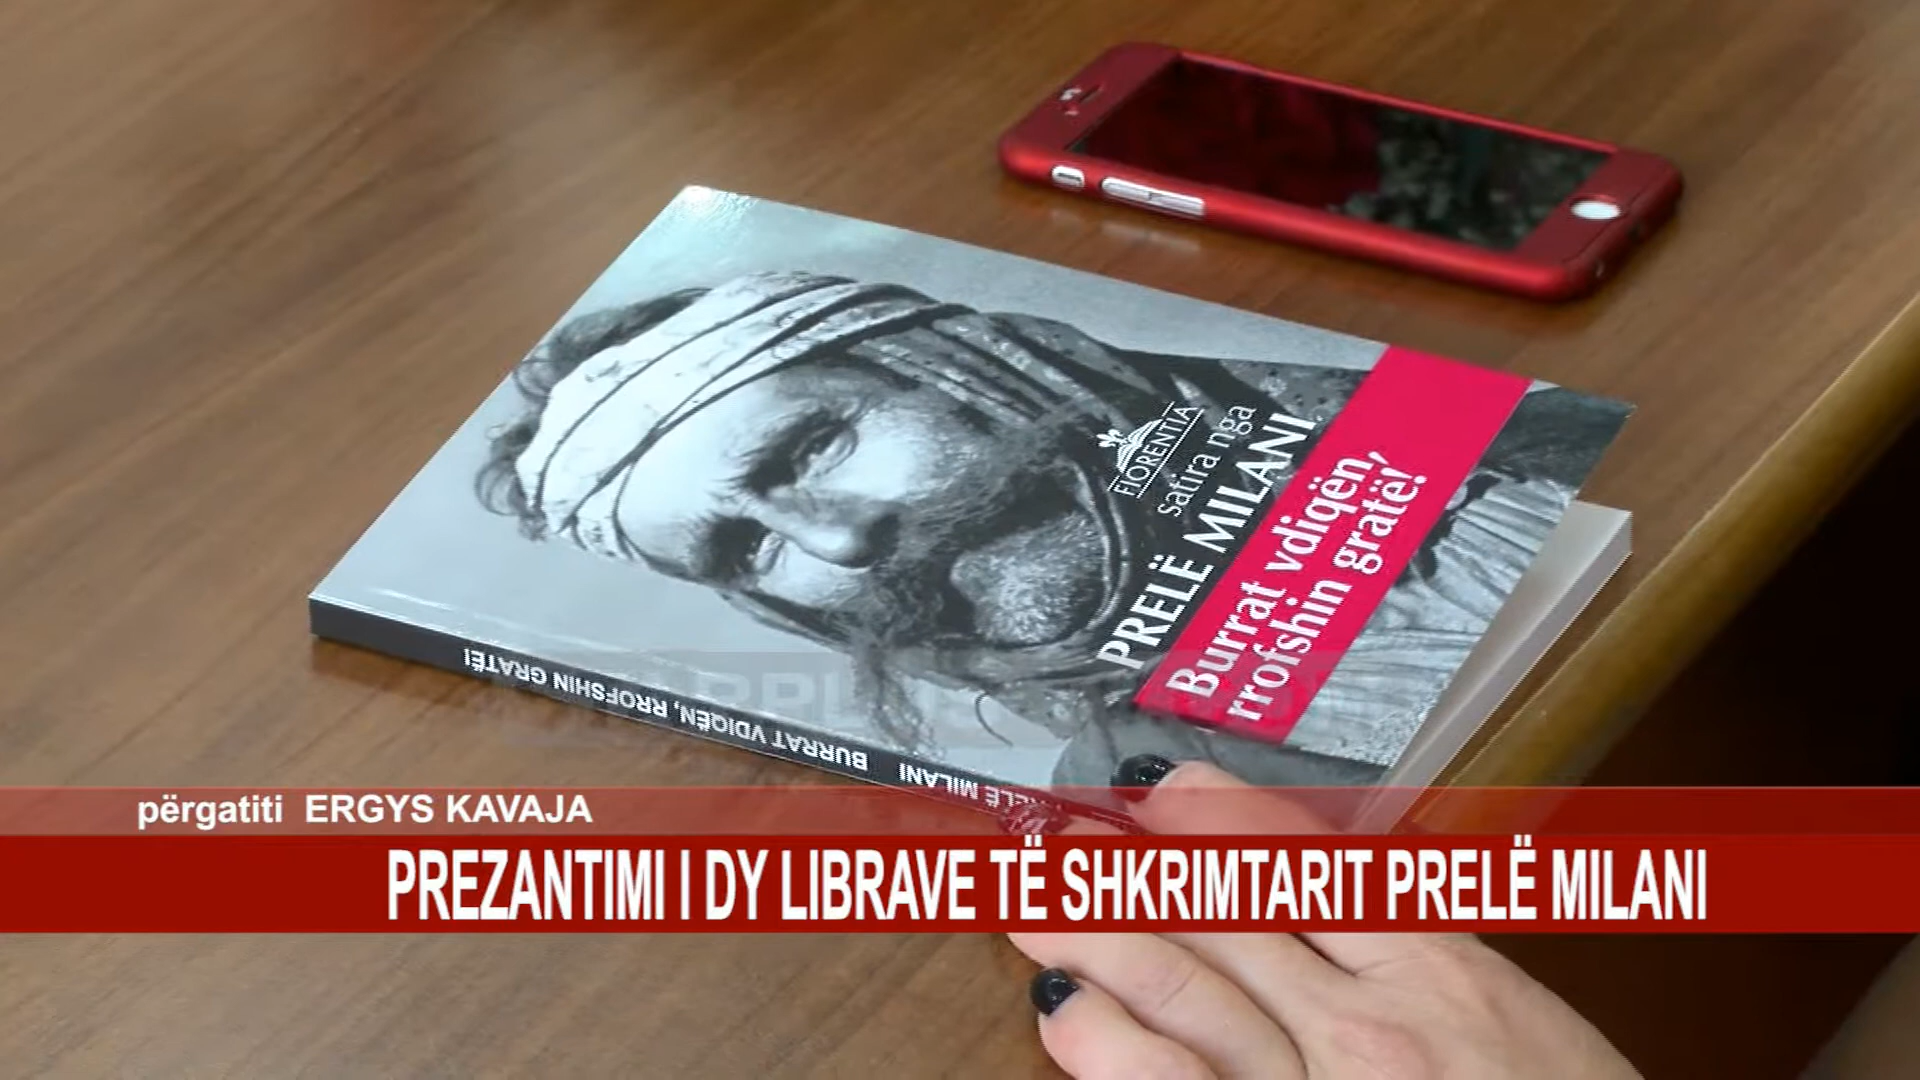 FIORENTIA
satira nga
PRELË MILANI
Burrat vdiqën,
rrofshin gratë!
PRELË MILANI BURRAT VDIQËN, RROFSHIN GRATË!
përgatiti ERGYS KAVAJA
PREZANTIMI I DY LIBRAVE TË SHKRIMTARIT PRELË MILANI